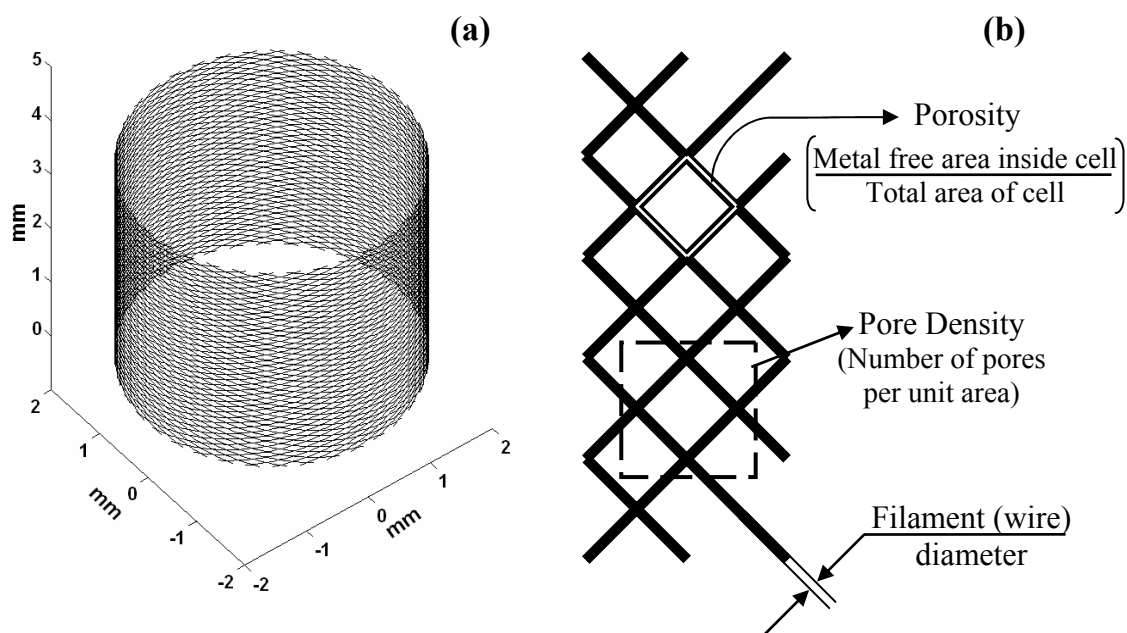 (a)
5
4
3
2
1
0
mm
2
1
0
-1
-2
mm
-2
-1
0
1
2
mm
(b)
Porosity
Metal free area inside cell
Total area of cell
Pore Density
(Number of pores
per unit area)
Filament (wire)
diameter